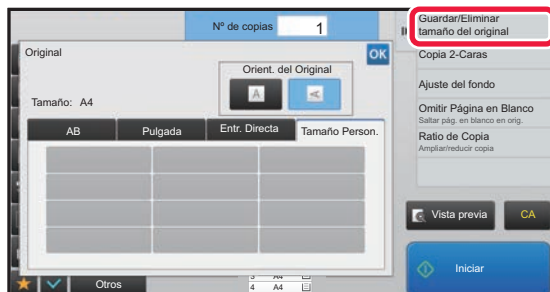 Nº de copias 1
Guardar/Eliminar
tamaño del original
Original
OK
Copia 2-Caras
Orient. del Original
A
A
Ajuste del fondo
Tamaño: A4
Omitir Página en Blanco
Saltar pág. en blanco en orig.
AB
Pulgada
Entr. Directa
Tamaño Person.
Ratio de Copia
Ampliar/reducir copia
Vista previa
CA
Iniciar
Otros
3 A4
4 A4